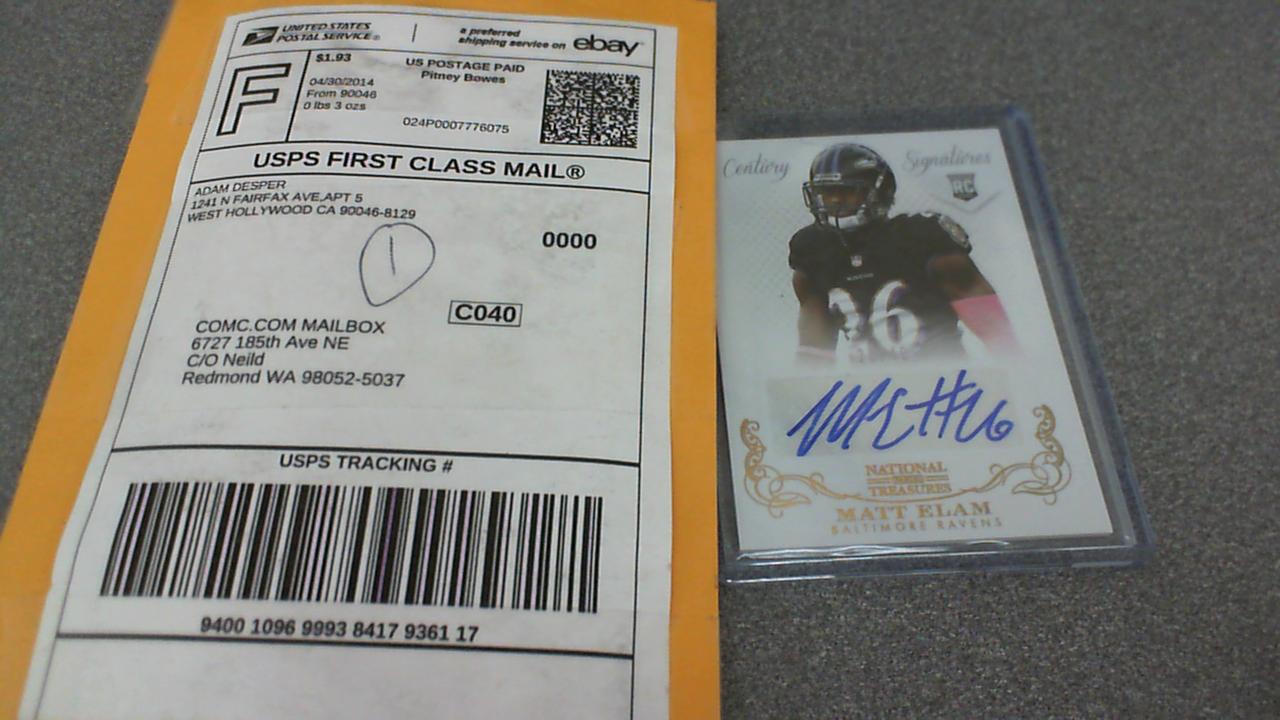 UNITED STATES
POSTAL SERVICE®
a preferred
shipping service on ebay
F
$1.93
04/30/2014
From 90046
0 lbs 3 ozs
US POSTAGE PAID
Pitney Bowes
024P0007776075
USPS FIRST CLASS MAIL®
ADAM DESPER
1241 N FAIRFAX AVE,APT 5
WEST HOLLYWOOD CA 90046-8129
0000
1
C040
COMC.COM MAILBOX
6727 185th Ave NE
C/O Neild
Redmond WA 98052-5037
USPS TRACKING #
9400 1096 9993 8417 9361 17
Century Signatures
RC
26
NATIONAL
TREASURES
MATT ELAM
BALTIMORE RAVENS